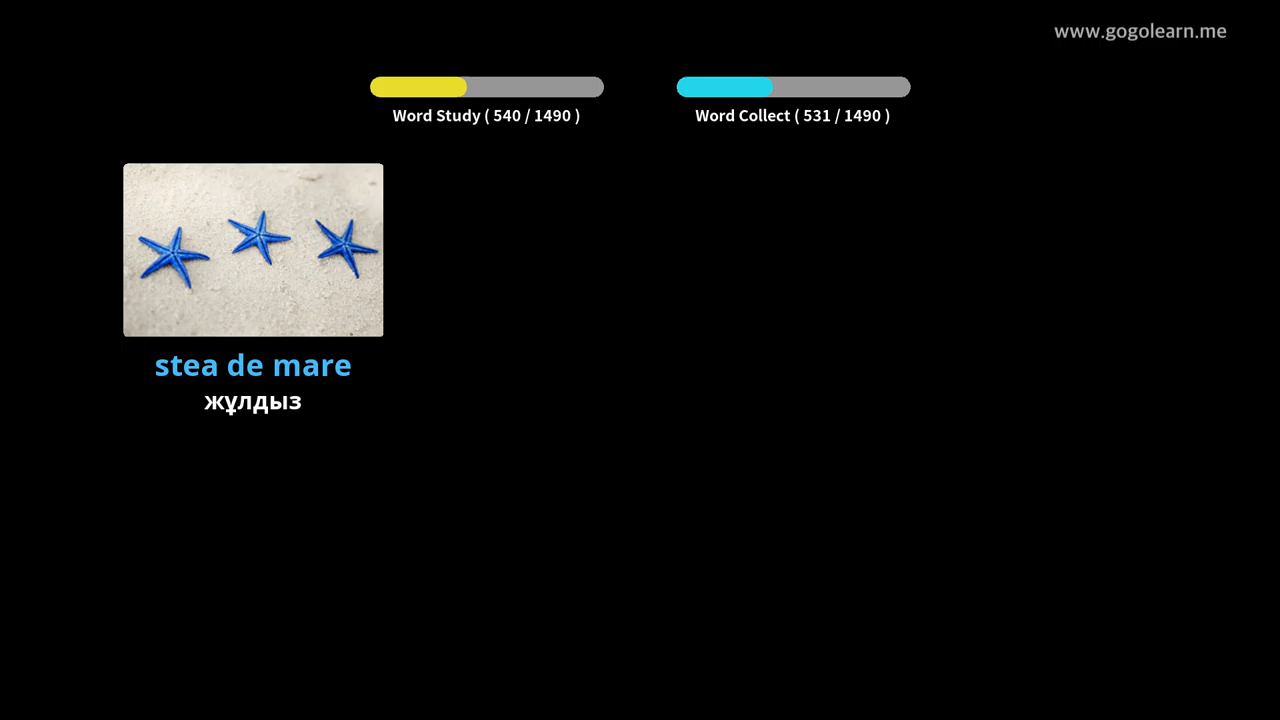 www.gogolearn.me
Word Study ( 540 / 1490 )
Word Collect ( 531 / 1490 )
stea de mare
жұлдыз